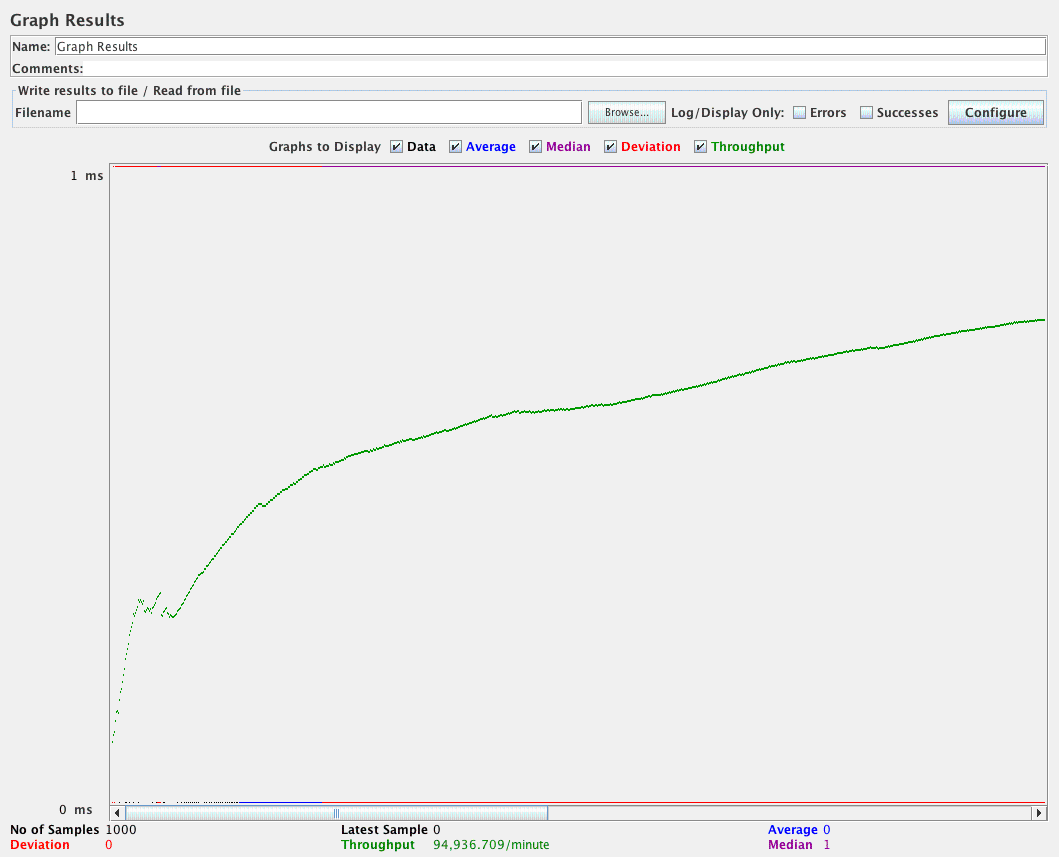 Graph Results
Name: Graph Results
Comments:
Write results to file / Read from file
Filename Browse... Log/Display Only: Errors Successes Configure
Graphs to Display Data Average Median Deviation Throughput
1 ms
0 ms
No of Samples 1000 Latest Sample 0 Average 0
Deviation 0 Throughput 94,936.709/minute Median 1